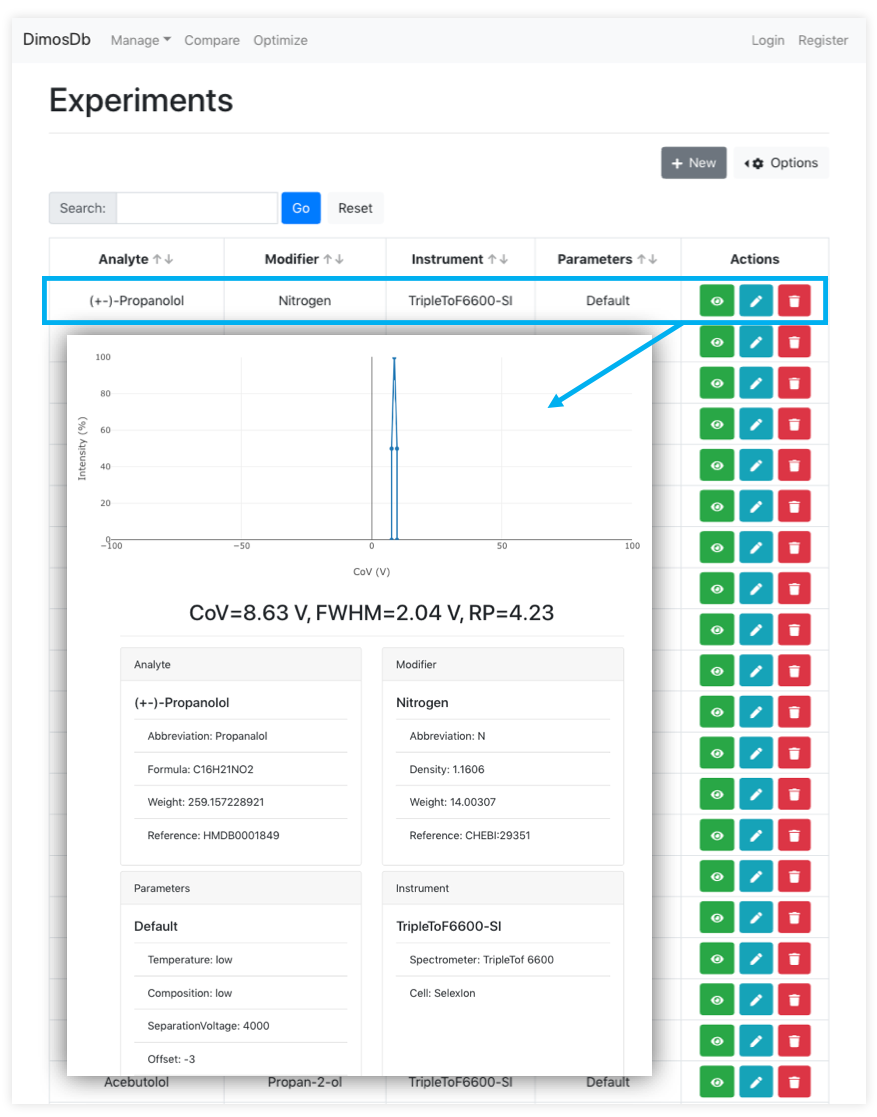 DimosDb Manage Compare Optimize Login Register
Experiments
+ New Options
Search: Go Reset
Analyte ↑↓ Modifier ↑↓ Instrument ↑↓ Parameters ↑↓ Actions
(+-)-Propanolol Nitrogen TripleToF6600-SI Default
100
80
60
40
20
0
Intensity (%)
−100 −50 0 50 100
CoV (V)
CoV=8.63 V, FWHM=2.04 V, RP=4.23
Analyte
(+-)-Propanolol
Abbreviation: Propanalol
Formula: C16H21NO2
Weight: 259.157228921
Reference: HMDB0001849
Modifier
Nitrogen
Abbreviation: N
Density: 1.1606
Weight: 14.00307
Reference: CHEBI:29351
Parameters
Default
Temperature: low
Composition: low
SeparationVoltage: 4000
Offset: -3
Instrument
TripleToF6600-SI
Spectrometer: TripleTof 6600
Cell: SelexIon
Acebutolol Propan-2-ol TripleToF6600-SI Default